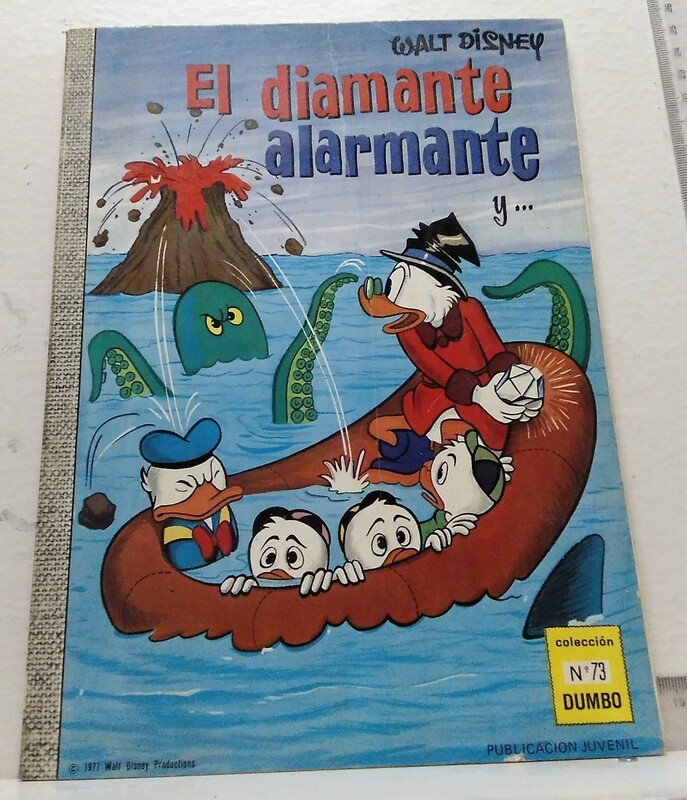 WALT DISNEY
El diamante
alarmante
y...
colección
Nº 73
DUMBO
PUBLICACION JUVENIL
© 1971 Walt Disney Productions